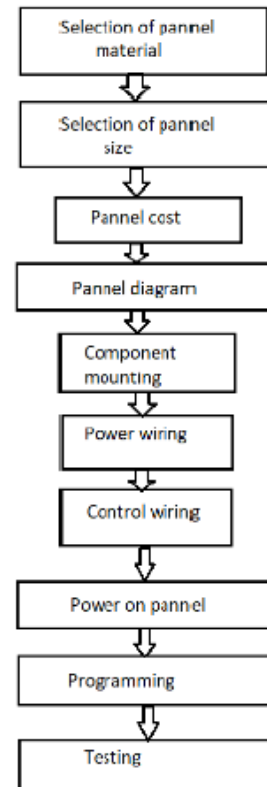 Selection of pannel
material
Selection of pannel
size
Pannel cost
Pannel diagram
Component
mounting
Power wiring
Control wiring
Power on pannel
Programming
Testing